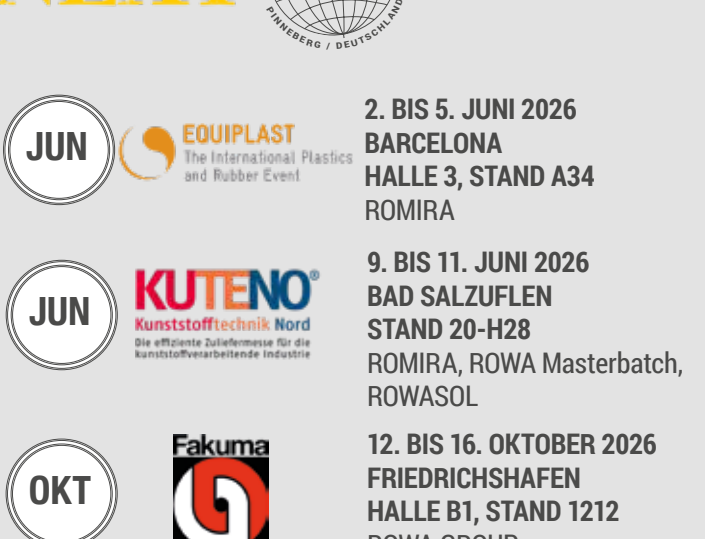 PINNEBERG / DEUTSCHLAND
JUN
EQUIPLAST
The International Plastics
and Rubber Event
2. BIS 5. JUNI 2026
BARCELONA
HALLE 3, STAND A34
ROMIRA
JUN
KUTENO®
Kunststofftechnik Nord
Die effiziente Zuliefermesse für die
kunststoffverarbeitende Industrie
9. BIS 11. JUNI 2026
BAD SALZUFLEN
STAND 20-H28
ROMIRA, ROWA Masterbatch,
ROWASOL
OKT
Fakuma
12. BIS 16. OKTOBER 2026
FRIEDRICHSHAFEN
HALLE B1, STAND 1212
ROWA GROUP